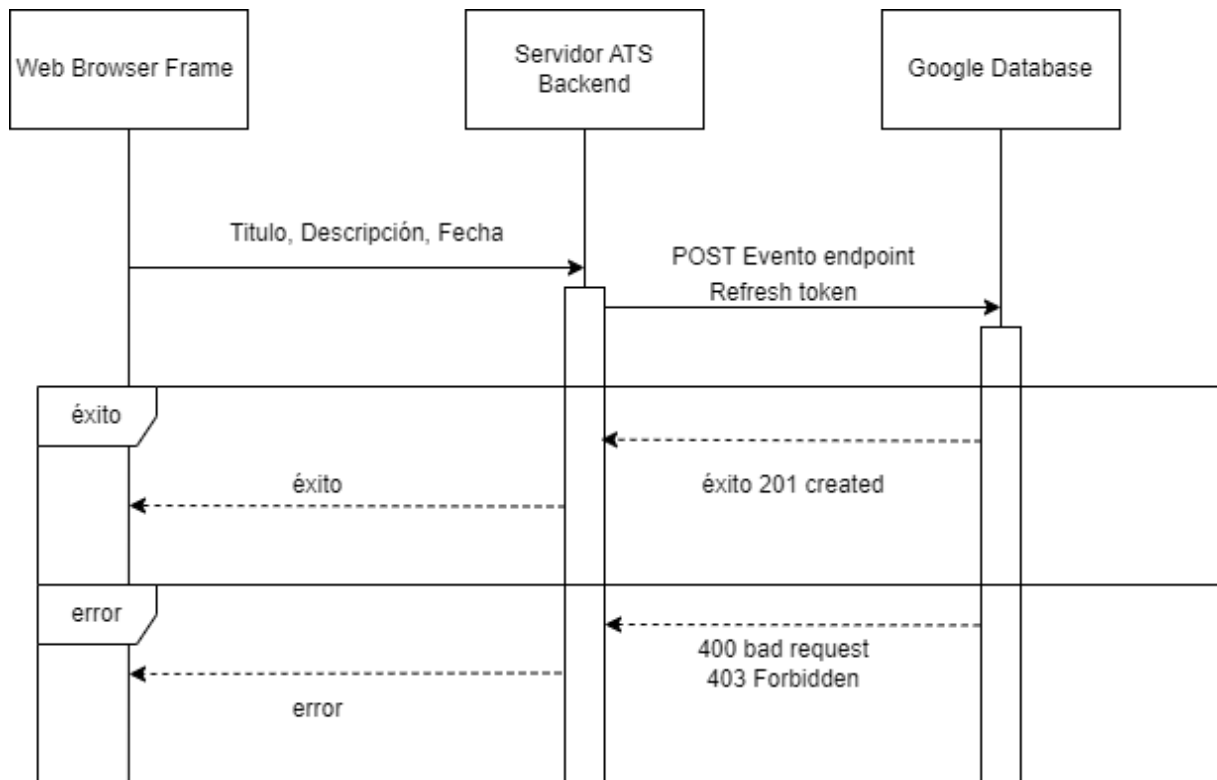 Web Browser Frame
Servidor ATS
Backend
Google Database
Titulo, Descripción, Fecha
POST Evento endpoint
Refresh token
éxito
éxito
éxito 201 created
error
400 bad request
403 Forbidden
error